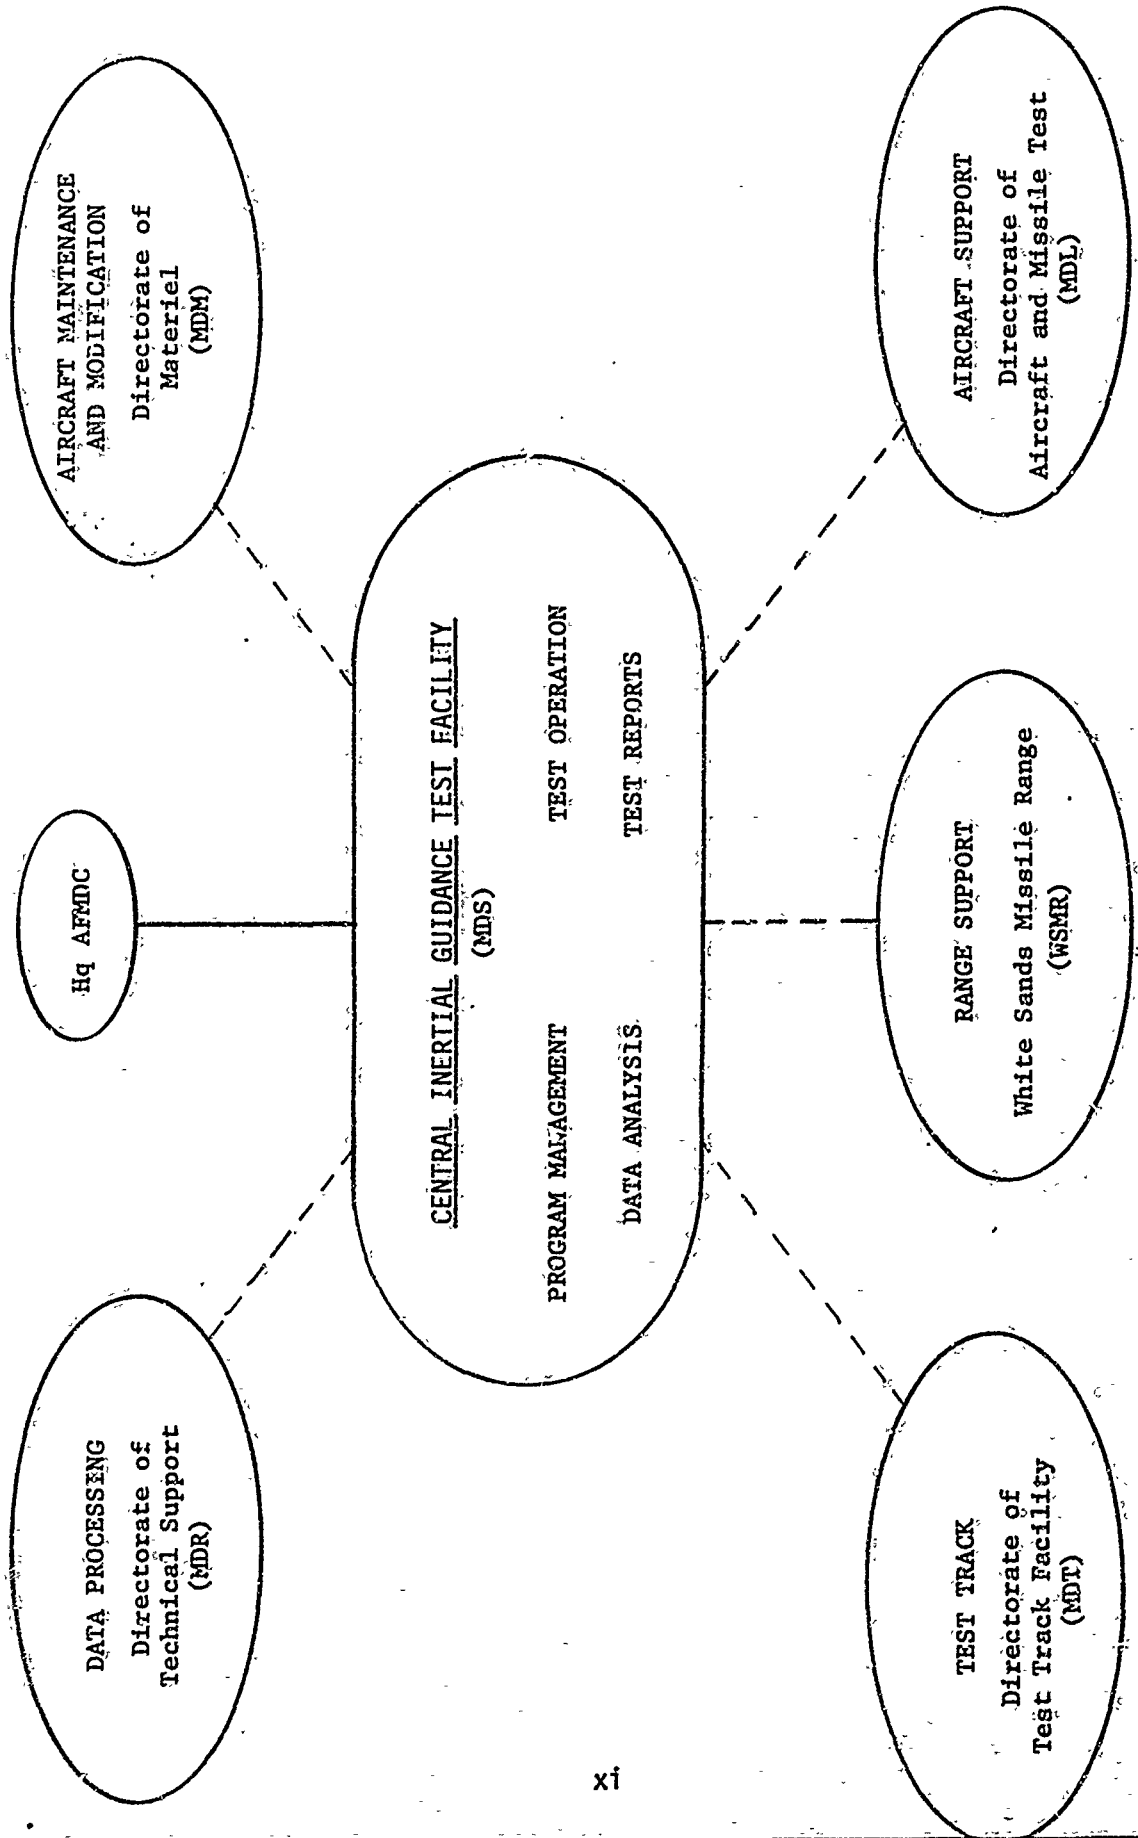 DATA PROCESSING
Directorate of
Technical Support
(MDR)
Hq AFMDC
AIRCRAFT MAINTENANCE
AND MODIFICATION
Directorate of
Materiel
(MDM)
CENTRAL INERTIAL GUIDANCE TEST FACILITY
(MDS)
PROGRAM MANAGEMENT
TEST OPERATION
DATA ANALYSIS
TEST REPORTS
TEST TRACK
Directorate of
Test Track Facility
(MDT)
RANGE SUPPORT
White Sands Missile Range
(WSMR)
AIRCRAFT SUPPORT
Directorate of
Aircraft and Missile Test
(MDL)
xi